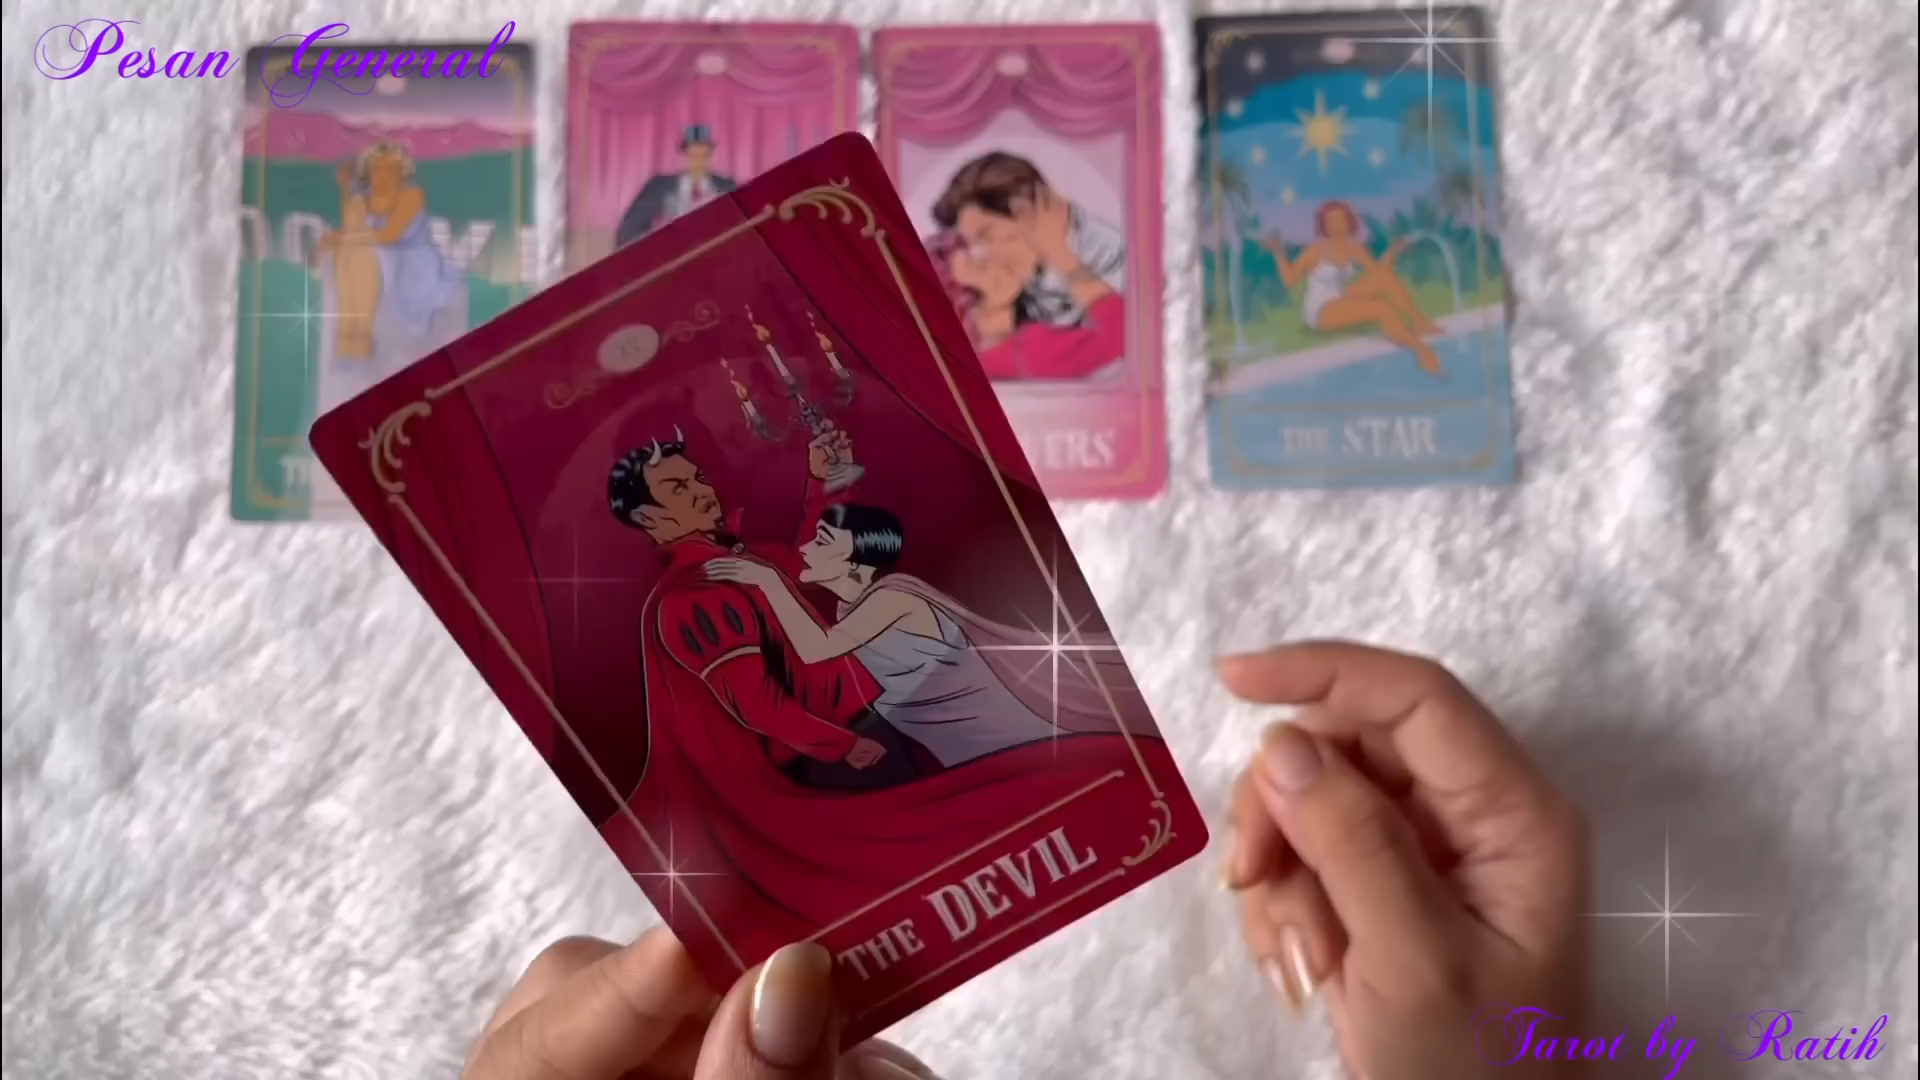 Pesan General
THE STAR
THE DEVIL
Tarot by Ratih